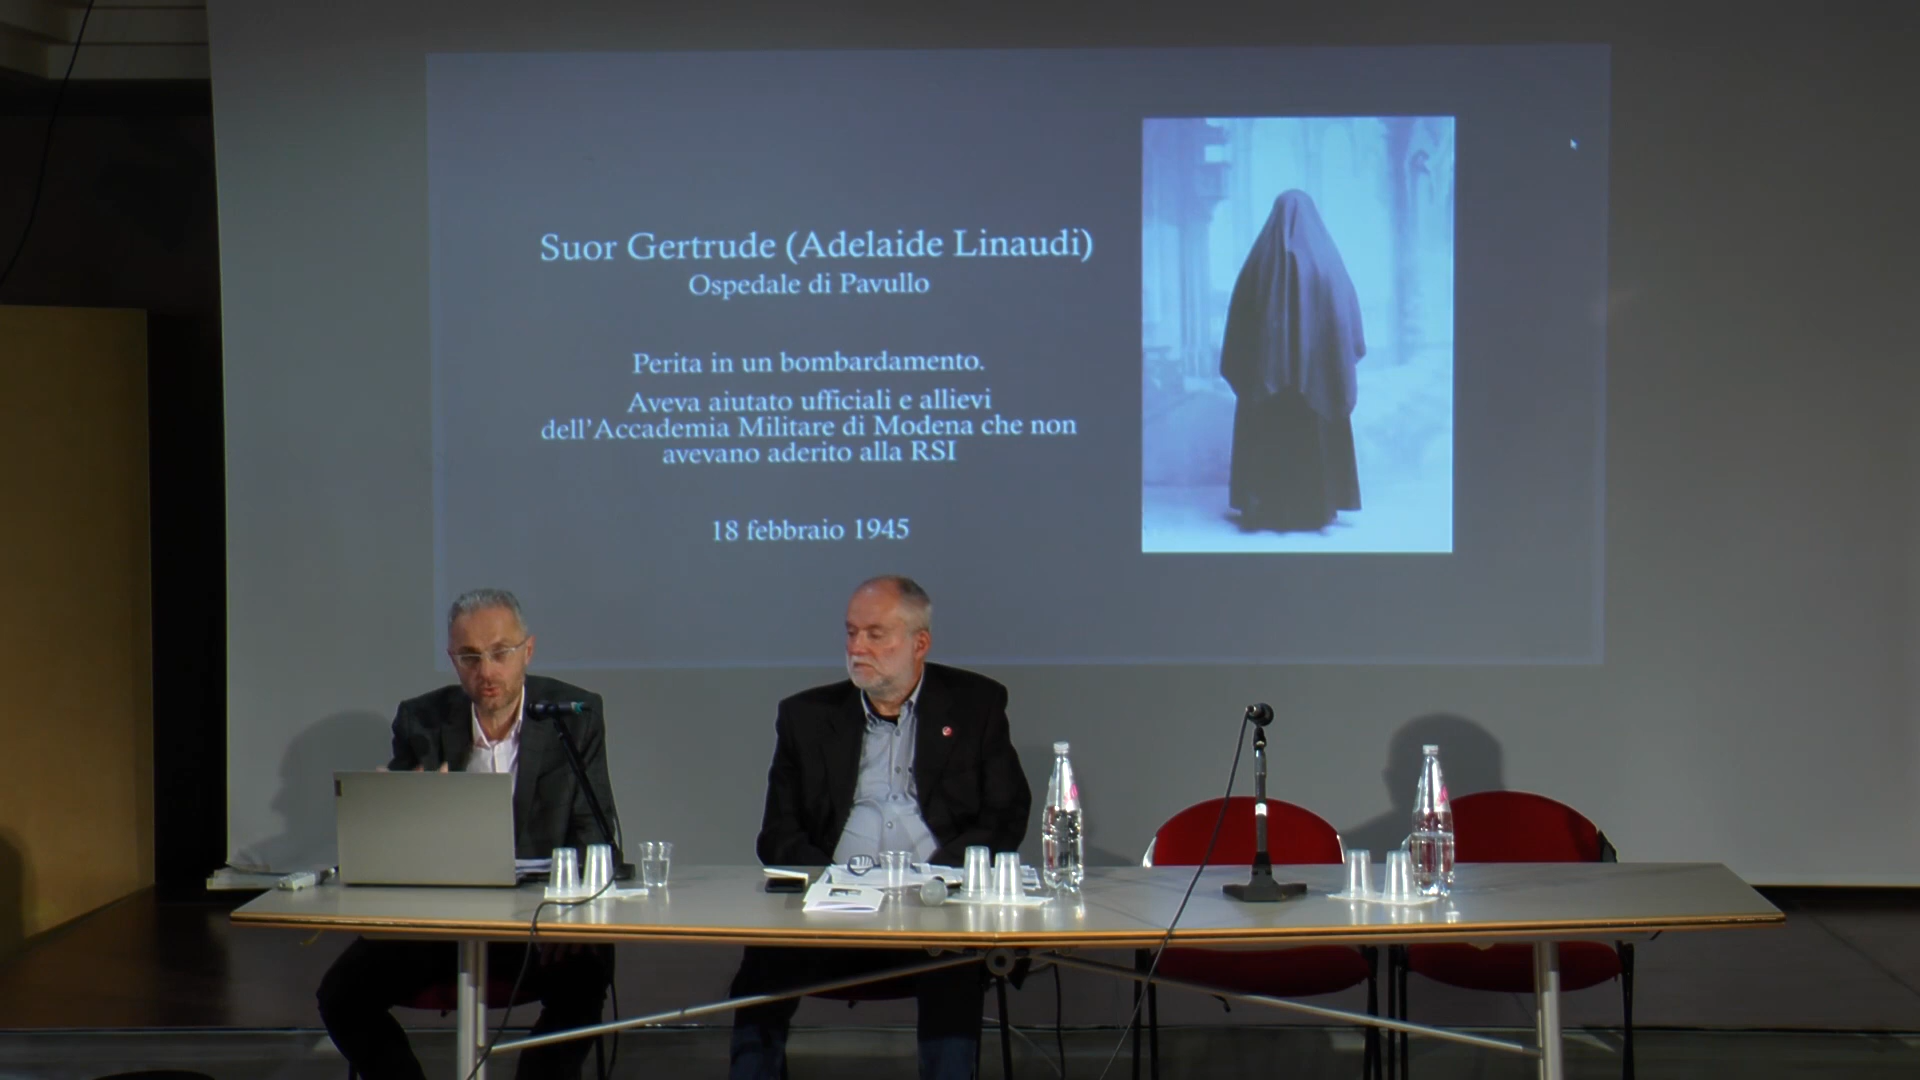 Suor Gertrude (Adelaide Linaudi)
Ospedale di Pavullo
Perita in un bombardamento.
Aveva aiutato ufficiali e allievi
dell'Accademia Militare di Modena che non
avevano aderito alla RSI
18 febbraio 1945